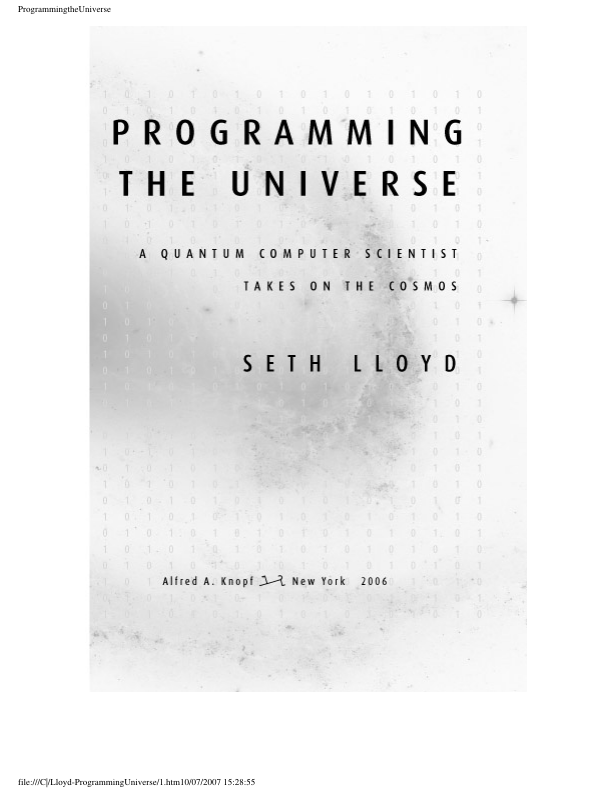 ProgrammingtheUniverse
PROGRAMMING
THE UNIVERSE
A QUANTUM COMPUTER SCIENTIST
TAKES ON THE COSMOS
SETH LLOYD
Alfred A. Knopf New York 2006
file:///C|/Lloyd-ProgrammingUniverse/1.htm10/07/2007 15:28:55